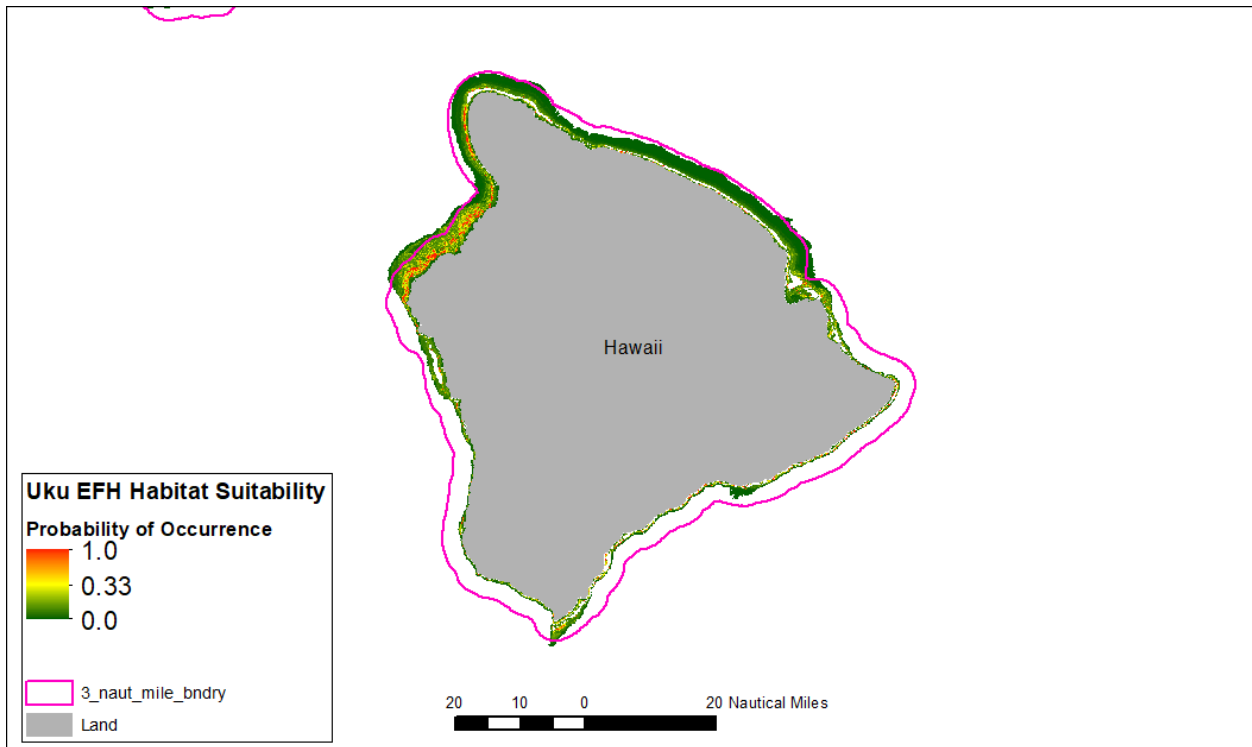 Hawaii
Uku EFH Habitat Suitability
Probability of Occurrence
1.0
0.33
0.0
3_naut_mile_bndry
Land
20 10 0 20 Nautical Miles